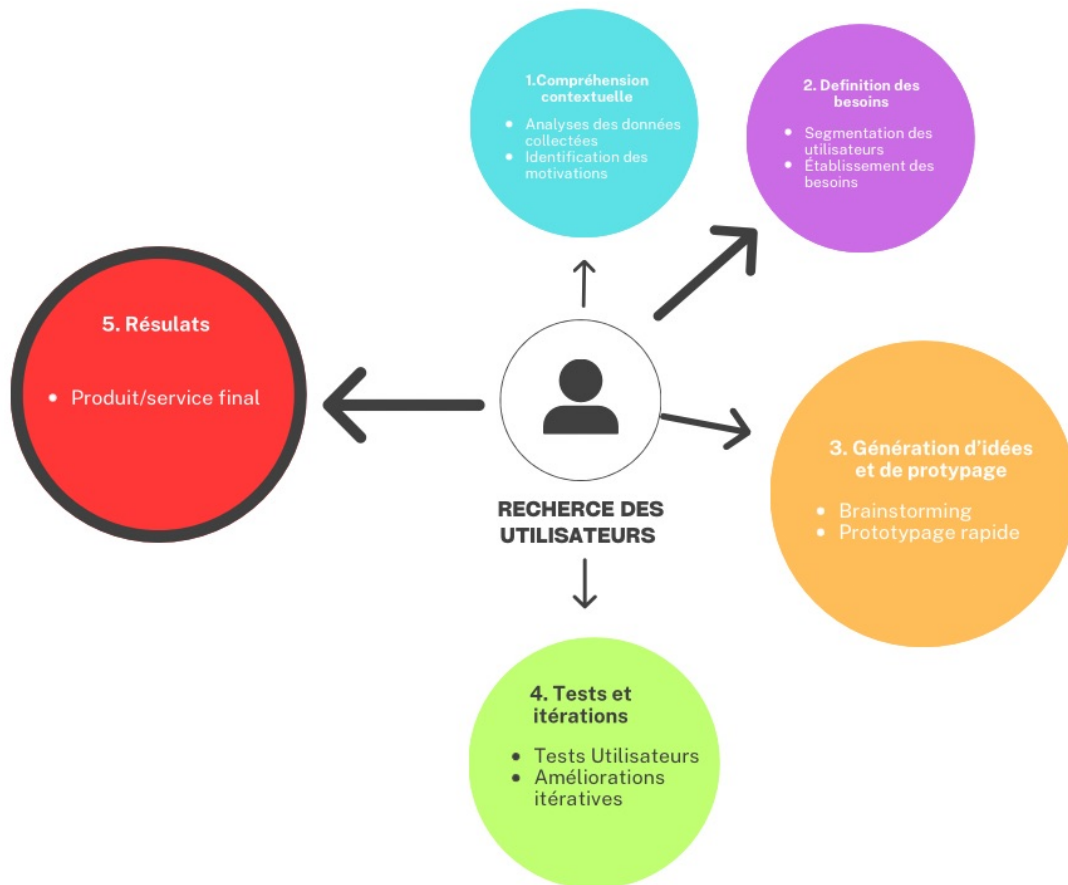 1.Compréhension
contextuelle
• Analyses des données
collectées
• Identification des
motivations
2. Definition des
besoins
• Segmentation des
utilisateurs
• Établissement des
besoins
3. Génération d'idées
et de protypage
• Brainstorming
• Prototypage rapide
4. Tests et
itérations
• Tests Utilisateurs
• Améliorations
itératives
5. Résulats
• Produit/service final
RECHERCE DES
UTILISATEURS